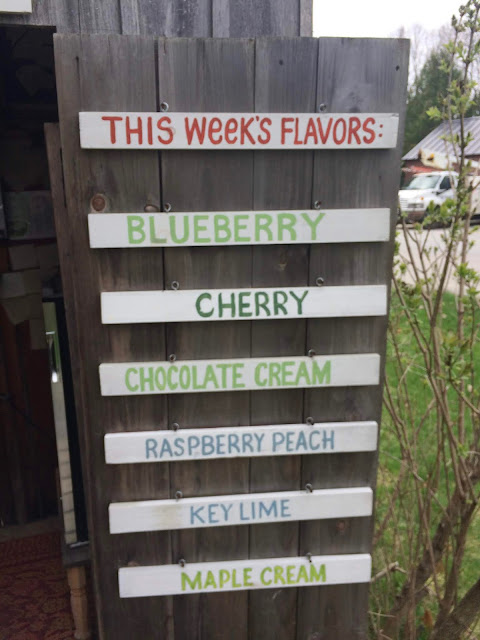 THIS WEEK'S FLAVORS:
BLUEBERRY
CHERRY
CHOCOLATE CREAM
RASPBERRY PEACH
KEY LIME
MAPLE CREAM